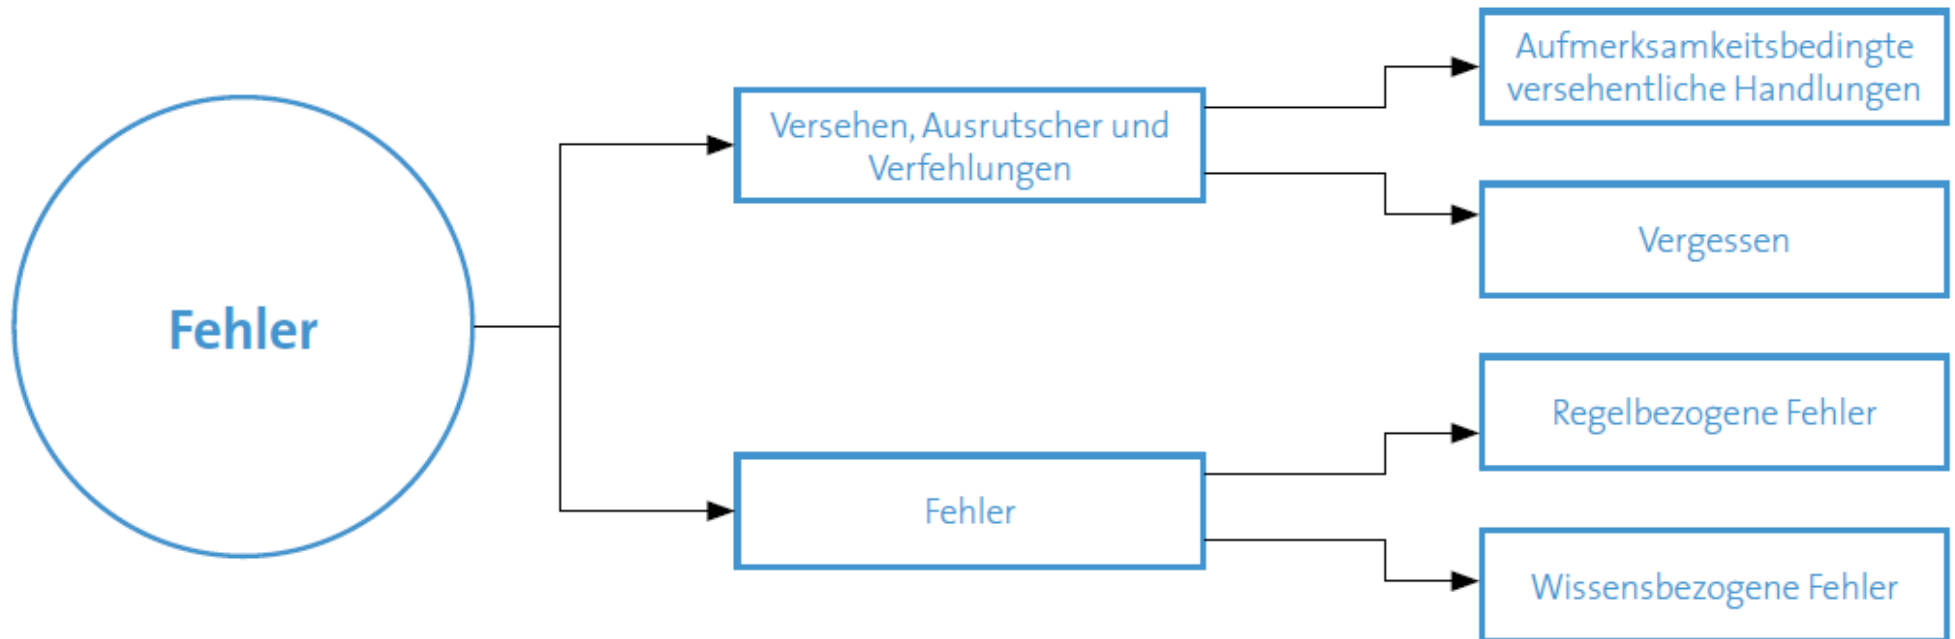 Fehler
Versehen, Ausrutscher und
Verfehlungen
Aufmerksamkeitsbedingte
versehentliche Handlungen
Vergessen
Fehler
Regelbezogene Fehler
Wissensbezogene Fehler